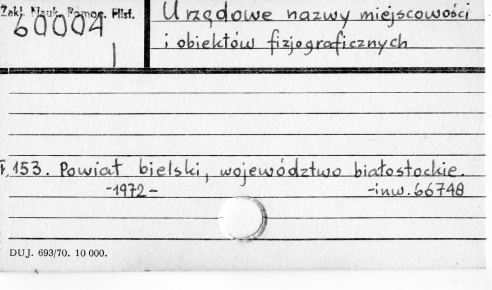 Zakł. Nauk. Pomoc. Hist.
60004
Urzędowe nazwy miejscowości
i obiektów fizjograficznych
153. Powiat bielski, województwo białostockie.
-1972- -inw. 66748
DUJ. 693/70. 10 000.